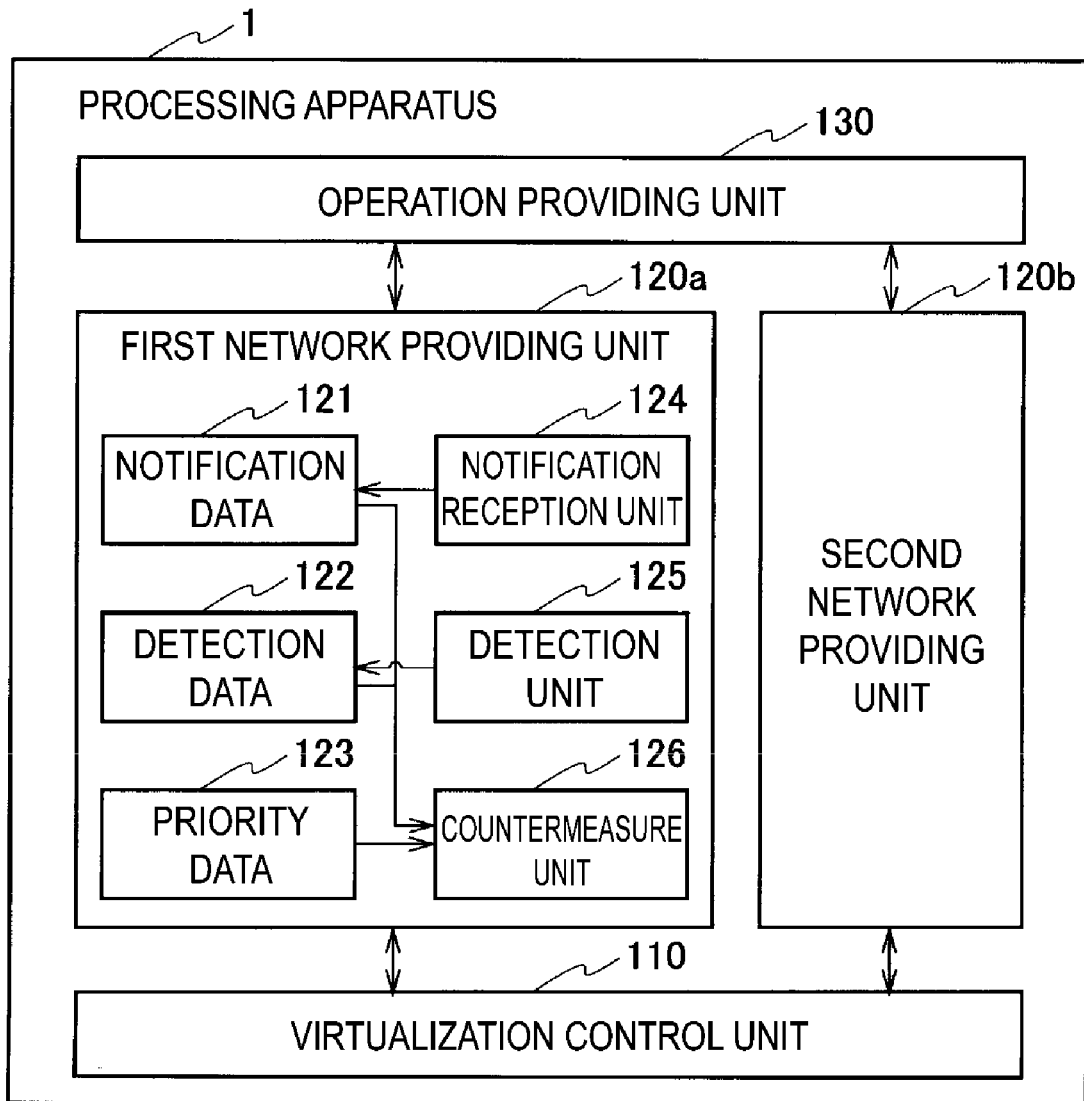 1
PROCESSING APPARATUS
130
OPERATION PROVIDING UNIT
120a
120b
FIRST NETWORK PROVIDING UNIT
121
124
NOTIFICATION
DATA
NOTIFICATION
RECEPTION UNIT
122
125
DETECTION
DATA
DETECTION
UNIT
123
126
PRIORITY
DATA
COUNTERMEASURE
UNIT
SECOND
NETWORK
PROVIDING
UNIT
110
VIRTUALIZATION CONTROL UNIT